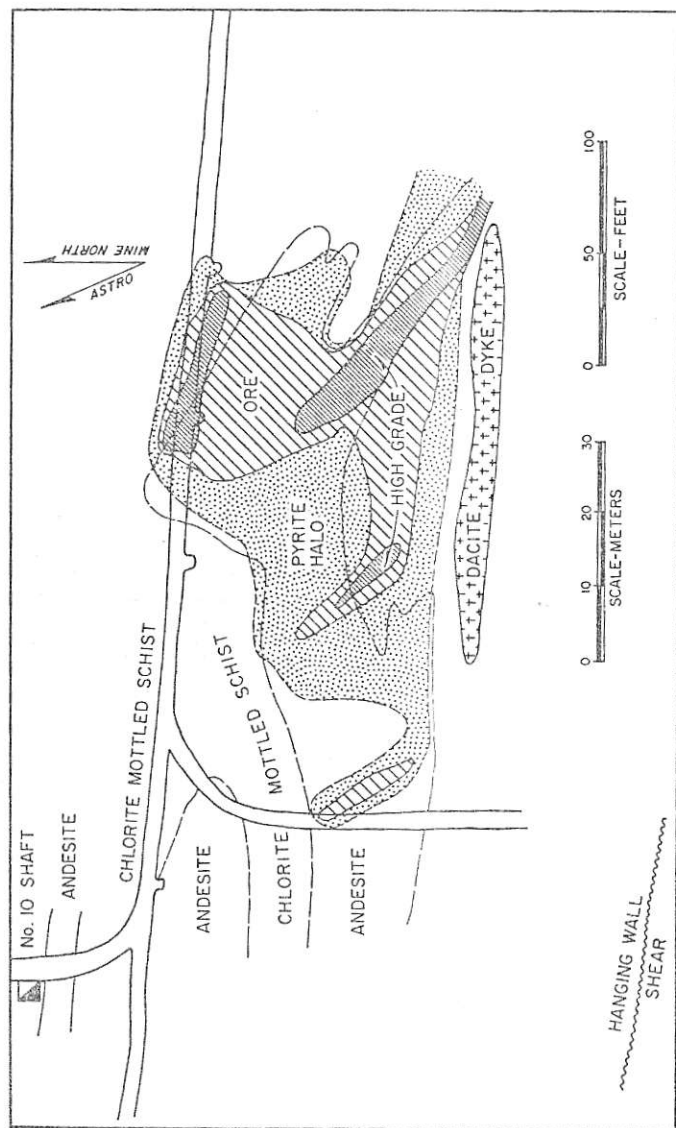 No. 10 SHAFT
ANDESITE
CHLORITE MOTTLED SCHIST
MINE NORTH
ASTRO
ANDESITE
CHLORITE
MOTTLED SCHIST
ANDESITE
PYRITE
HALO
ORE
HIGH GRADE
DACITE
DYKE
HANGING WALL
SHEAR
0 10 20 30
SCALE-METERS
0 50 100
SCALE-FEET